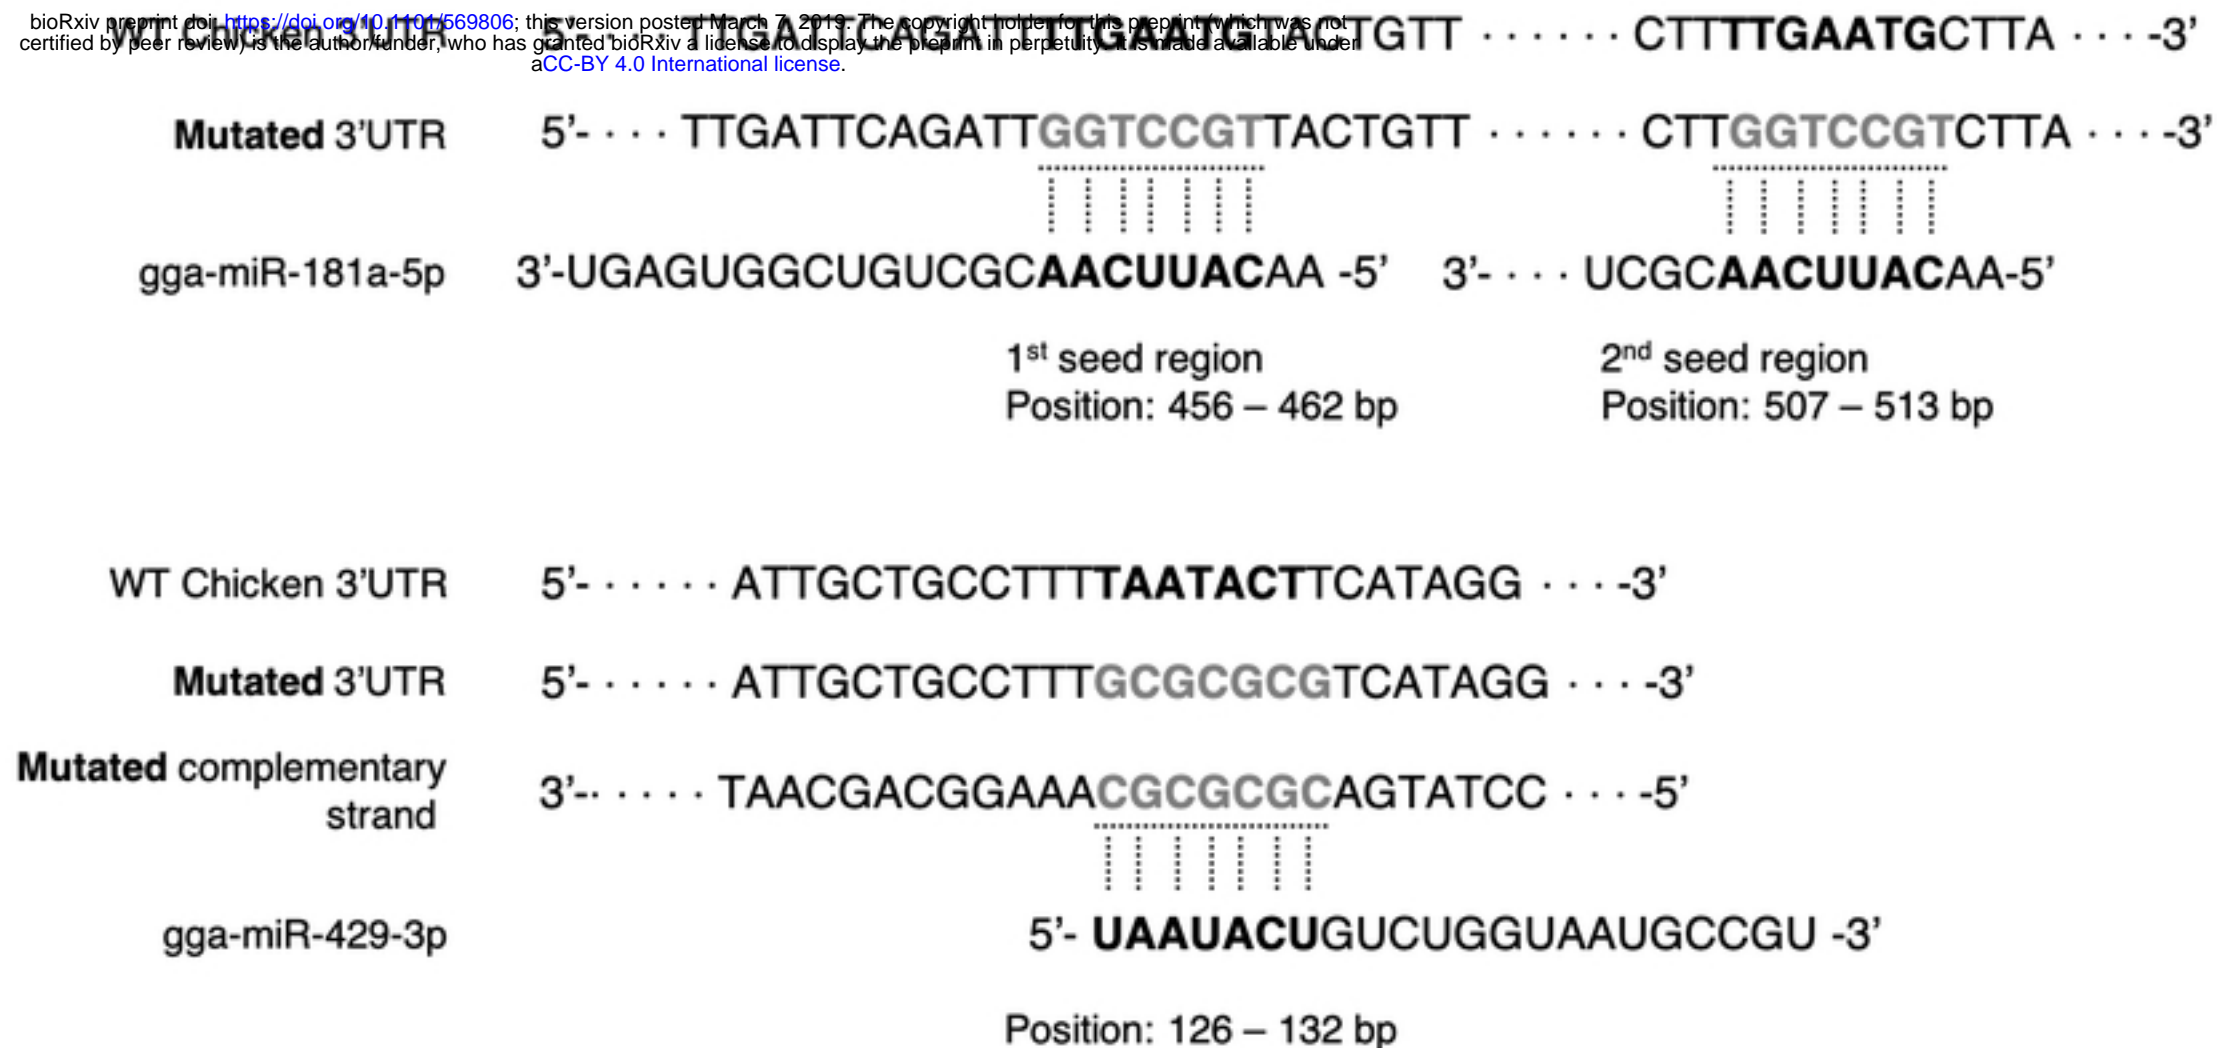 bioRxiv preprint doi: https://doi.org/10.1101/569806; this version posted March 7, 2019. The copyright holder for this preprint (which was not
certified by peer review) is the author/funder, who has granted bioRxiv a license to display the preprint in perpetuity. It is made available under
aCC-BY 4.0 International license.
WT Chicken 3'UTR 5'- · · · · TTGATTCAGATTTTGAATGTACTGTT · · · · · · CTTTTGAATGCTTA · · · -3'
Mutated 3'UTR 5'- · · · · TTGATTCAGATTGGTCCGTTACTGTT · · · · · · CTTGGTCCGTCTTA · · · -3'
gga-miR-181a-5p 3'-UGAGUGGCUGUCGCAACUUACAA -5' 3'- · · · · UCGCAACUUACAA-5'
1st seed region 2nd seed region
Position: 456 – 462 bp Position: 507 – 513 bp
WT Chicken 3'UTR 5'- · · · · · · ATTGCTGCCTTTTAATACTTCATAGG · · · -3'
Mutated 3'UTR 5'- · · · · · · ATTGCTGCCTTTGCGCGCGTCATAGG · · · -3'
Mutated complementary
strand 3'- · · · · · · TAACGACGGAAACGCGCGCAGTATCC · · · -5'
gga-miR-429-3p 5'- UAAUACUGUCUGGUAAUGCCGU -3'
Position: 126 – 132 bp